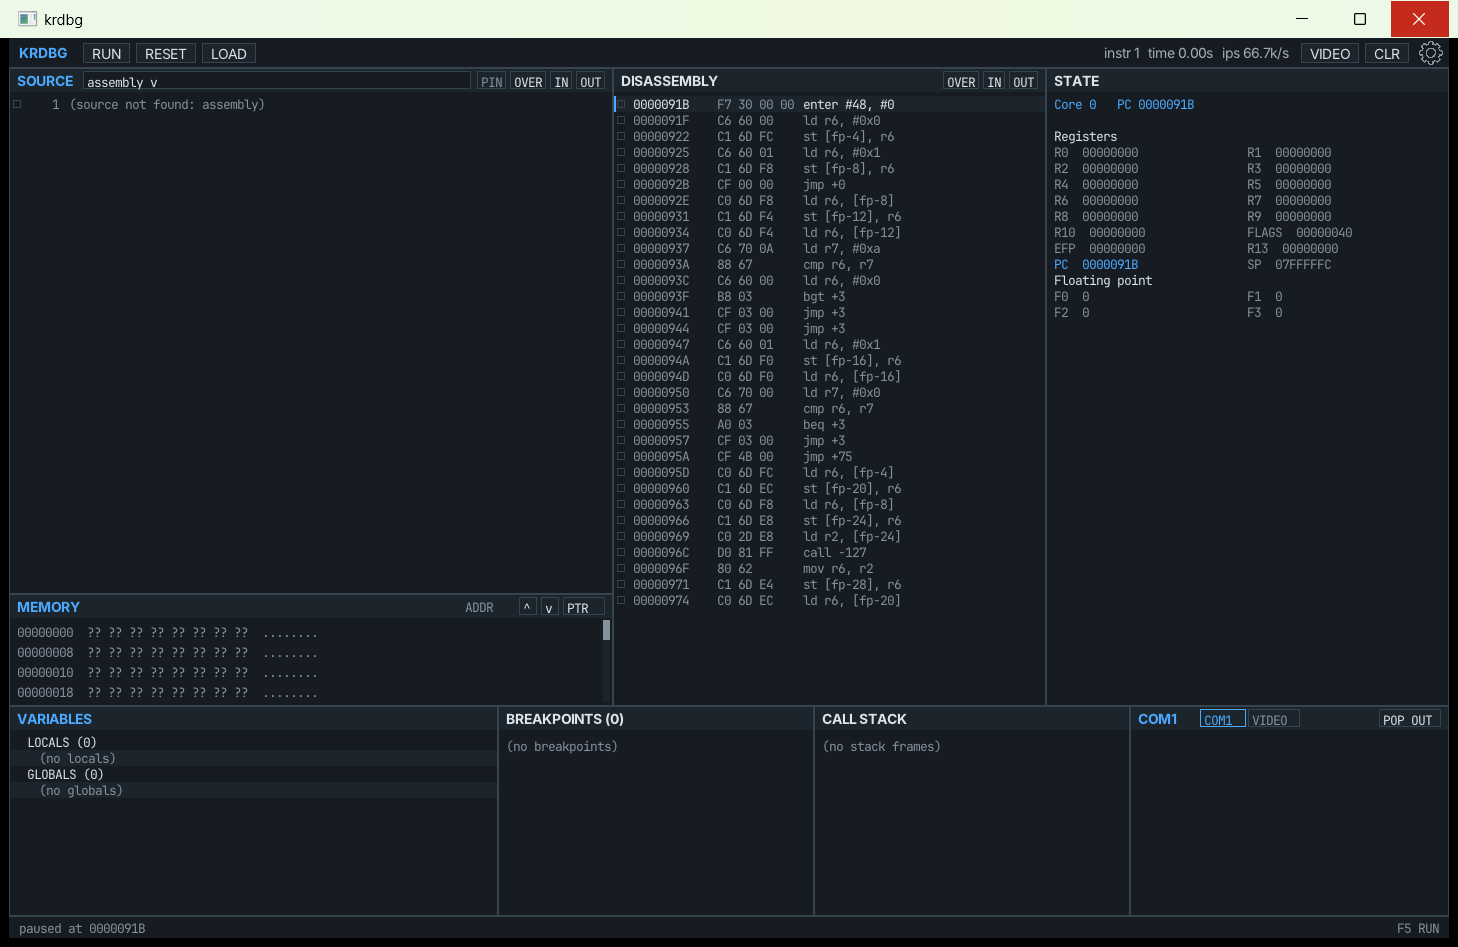 krdbg
KRDBG RUN RESET LOAD instr 1 time 0.00s ips 66.7k/s VIDEO CLR
SOURCE assembly v PIN OVER IN OUT
1 (source not found: assembly)
DISASSEMBLY OVER IN OUT
0000091B F7 30 00 00 enter #48, #0
0000091F C6 60 00 ld r6, #0x0
00000922 C1 6D FC st [fp-4], r6
00000925 C6 60 01 ld r6, #0x1
00000928 C1 6D F8 st [fp-8], r6
0000092B CF 00 00 jmp +0
0000092E C0 6D F8 ld r6, [fp-8]
00000931 C1 6D F4 st [fp-12], r6
00000934 C0 6D F4 ld r6, [fp-12]
00000937 C6 70 0A ld r7, #0xa
0000093A 88 67 cmp r6, r7
0000093C C6 60 00 ld r6, #0x0
0000093F B8 03 bgt +3
00000941 CF 03 00 jmp +3
00000944 CF 03 00 jmp +3
00000947 C6 60 01 ld r6, #0x1
0000094A C1 6D F0 st [fp-16], r6
0000094D C0 6D F0 ld r6, [fp-16]
00000950 C6 70 00 ld r7, #0x0
00000953 88 67 cmp r6, r7
00000955 A0 03 beq +3
00000957 CF 03 00 jmp +3
0000095A CF 4B 00 jmp +75
0000095D C0 6D FC ld r6, [fp-4]
00000960 C1 6D EC st [fp-20], r6
00000963 C0 6D F8 ld r6, [fp-8]
00000966 C1 6D E8 st [fp-24], r6
00000969 C0 2D E8 ld r2, [fp-24]
0000096C D0 81 FF call -127
0000096F 80 62 mov r6, r2
00000971 C1 6D E4 st [fp-28], r6
00000974 C0 6D EC ld r6, [fp-20]
STATE
Core 0 PC 0000091B
Registers
R0 00000000 R1 00000000
R2 00000000 R3 00000000
R4 00000000 R5 00000000
R6 00000000 R7 00000000
R8 00000000 R9 00000000
R10 00000000 FLAGS 00000040
EFP 00000000 R13 00000000
PC 0000091B SP 07FFFFFC
Floating point
F0 0 F1 0
F2 0 F3 0
MEMORY ADDR ^ v PTR
00000000 ?? ?? ?? ?? ?? ?? ?? ?? ........
00000008 ?? ?? ?? ?? ?? ?? ?? ?? ........
00000010 ?? ?? ?? ?? ?? ?? ?? ?? ........
00000018 ?? ?? ?? ?? ?? ?? ?? ?? ........
VARIABLES
LOCALS (0)
(no locals)
GLOBALS (0)
(no globals)
BREAKPOINTS (0)
(no breakpoints)
CALL STACK
(no stack frames)
COM1 COM1 VIDEO POP OUT
paused at 0000091B F5 RUN